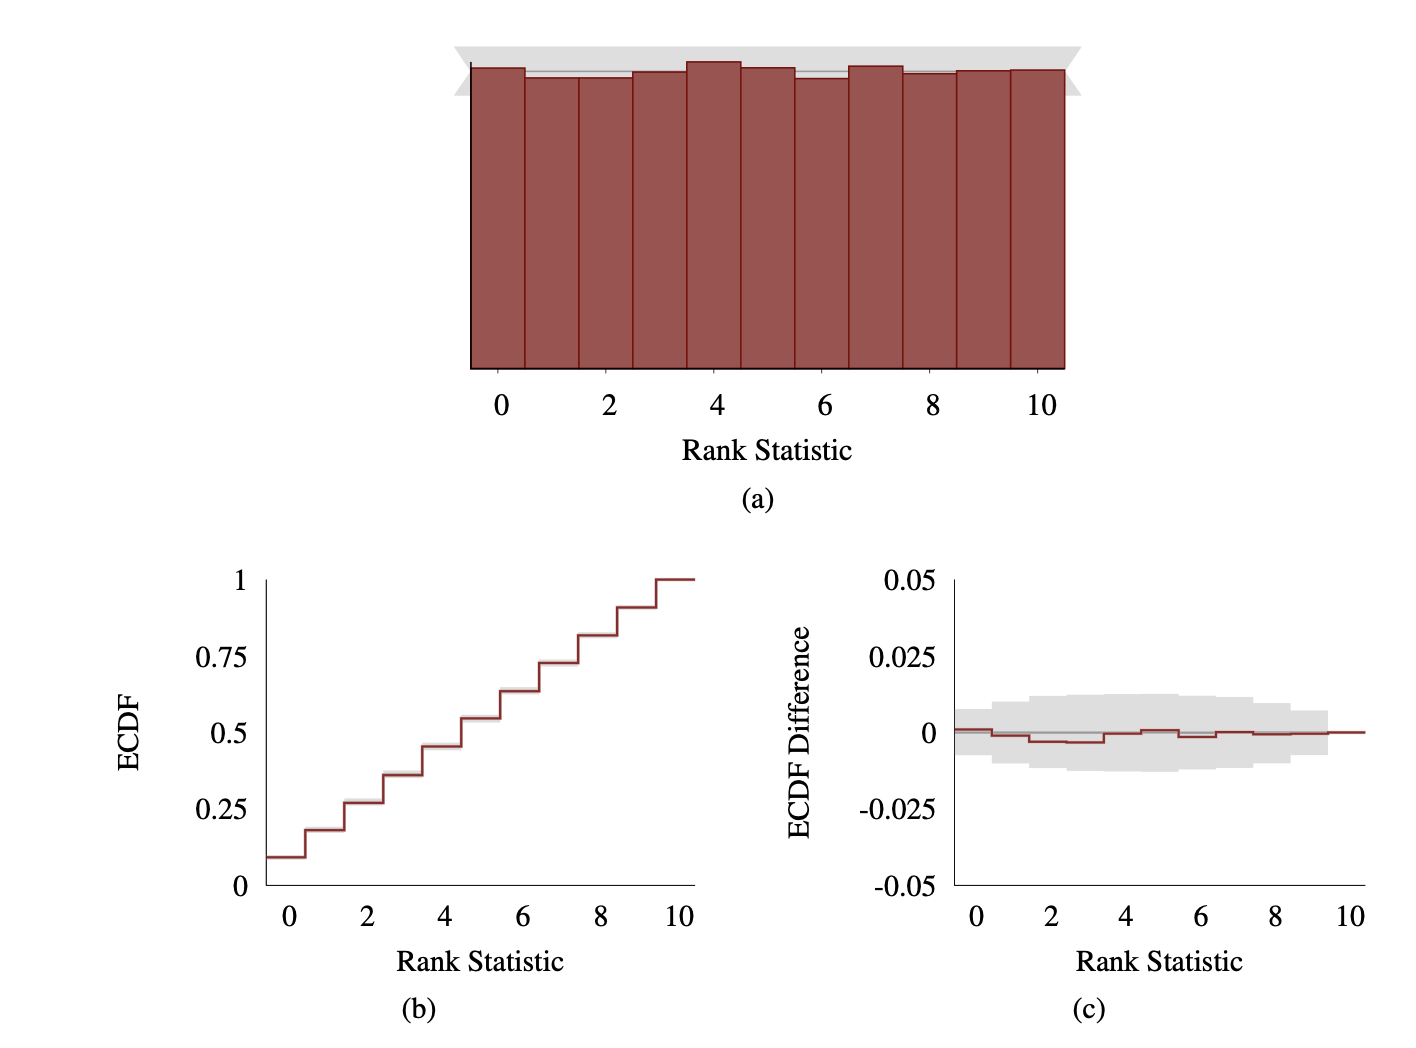 0 2 4 6 8 10
Rank Statistic
(a)
1
0.75
0.5
0.25
0
ECDF
0 2 4 6 8 10
Rank Statistic
(b)
0.05
0.025
0
-0.025
-0.05
ECDF Difference
0 2 4 6 8 10
Rank Statistic
(c)